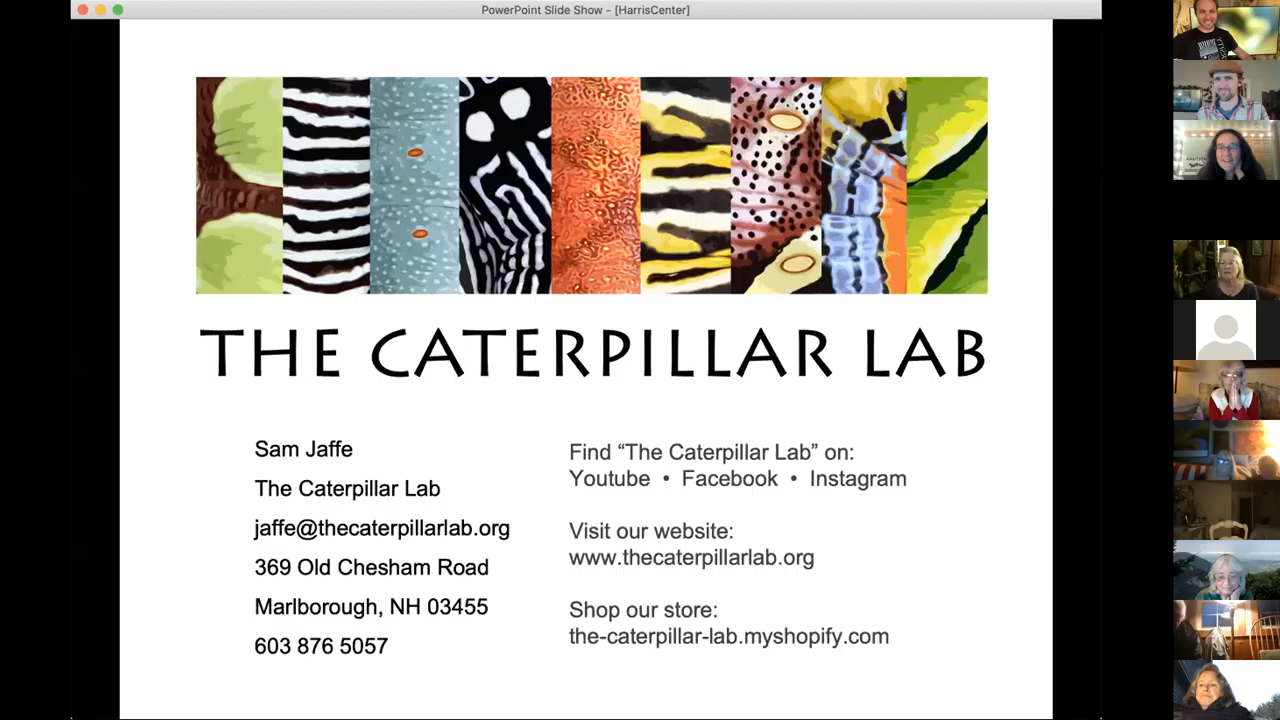 PowerPoint Slide Show - [HarrisCenter]
THE CATERPILLAR LAB
Sam Jaffe
The Caterpillar Lab
jaffe@thecaterpillarlab.org
369 Old Chesham Road
Marlborough, NH 03455
603 876 5057
Find “The Caterpillar Lab” on:
Youtube • Facebook • Instagram
Visit our website:
www.thecaterpillarlab.org
Shop our store:
the-caterpillar-lab.myshopify.com
CAUTION